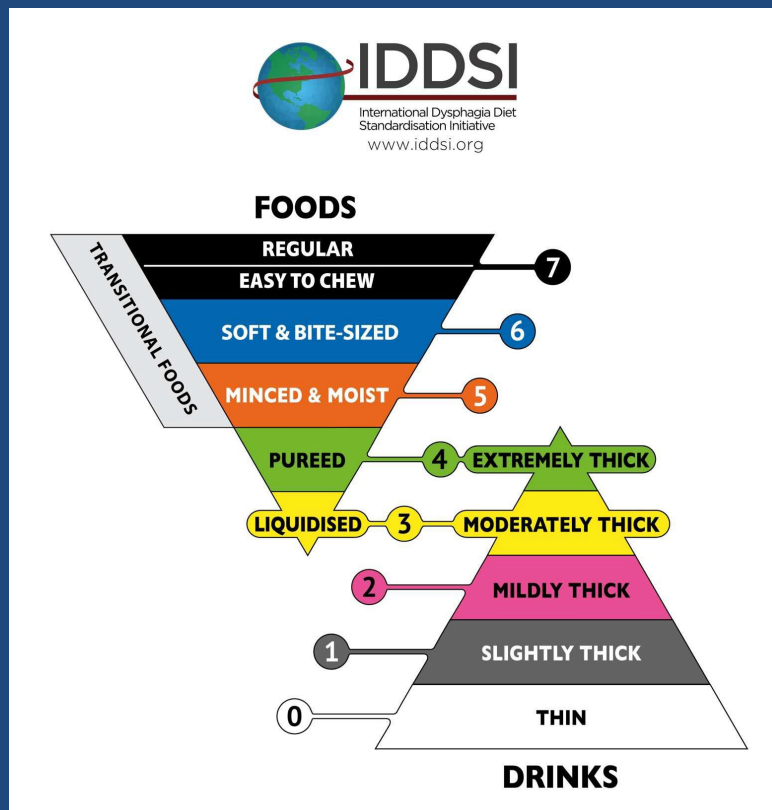 IDDSI
International Dysphagia Diet
Standardisation Initiative
www.iddsi.org
FOODS
TRANSITIONAL FOODS
REGULAR
EASY TO CHEW
7
SOFT & BITE-SIZED
6
MINCED & MOIST
5
PUREED
4
EXTREMELY THICK
LIQUIDISED
3
MODERATELY THICK
2
MILDLY THICK
1
SLIGHTLY THICK
0
THIN
DRINKS